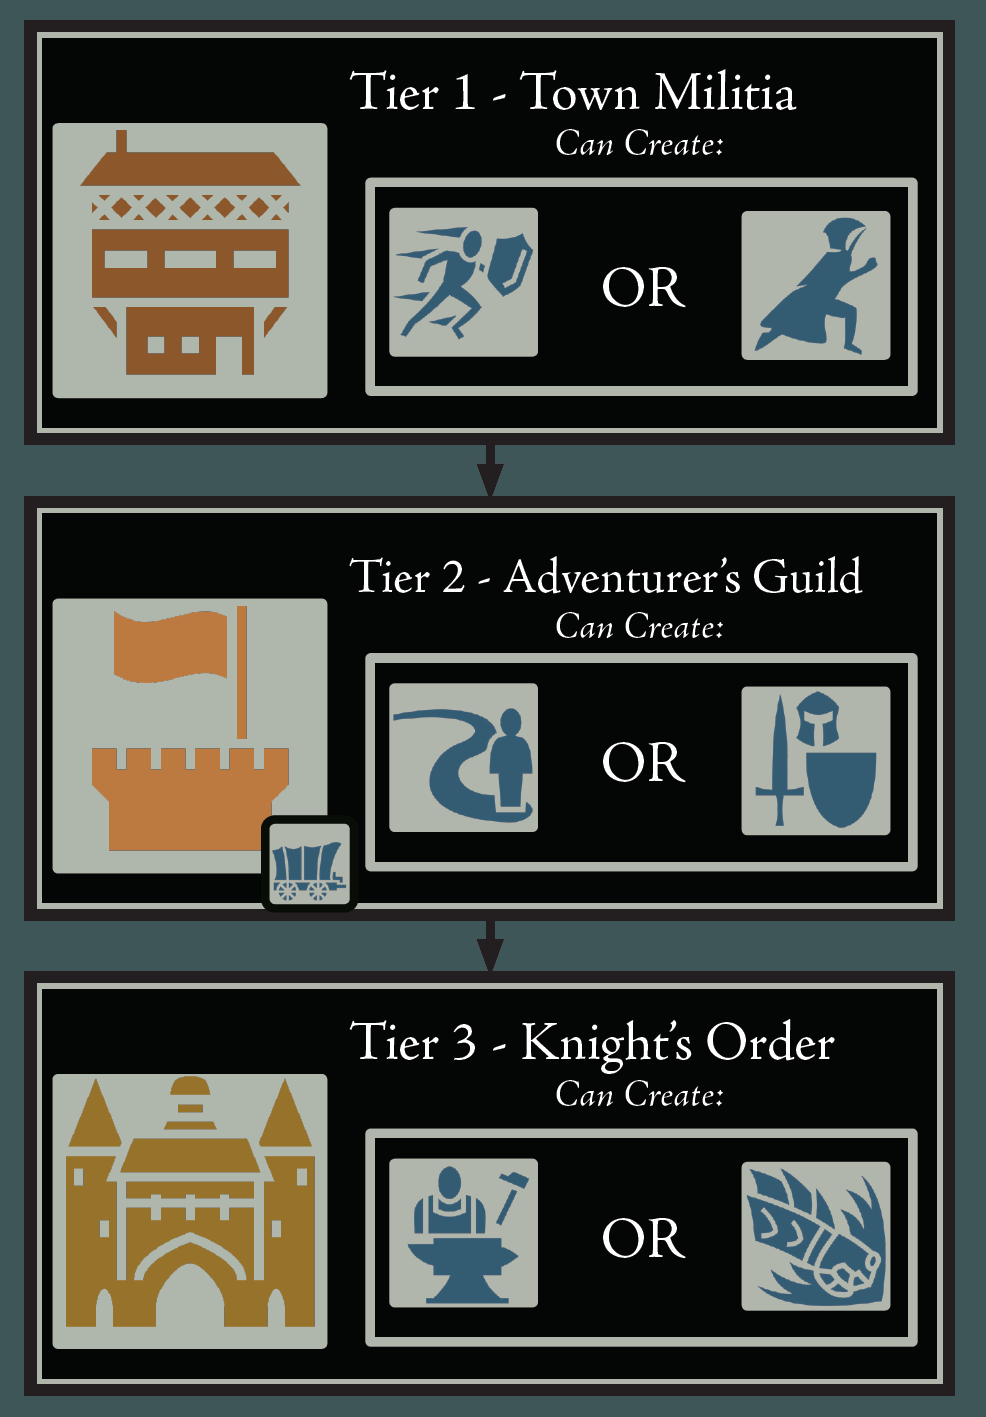 Tier 1 - Town Militia
Can Create:
OR
Tier 2 - Adventurer's Guild
Can Create:
OR
Tier 3 - Knight's Order
Can Create:
OR